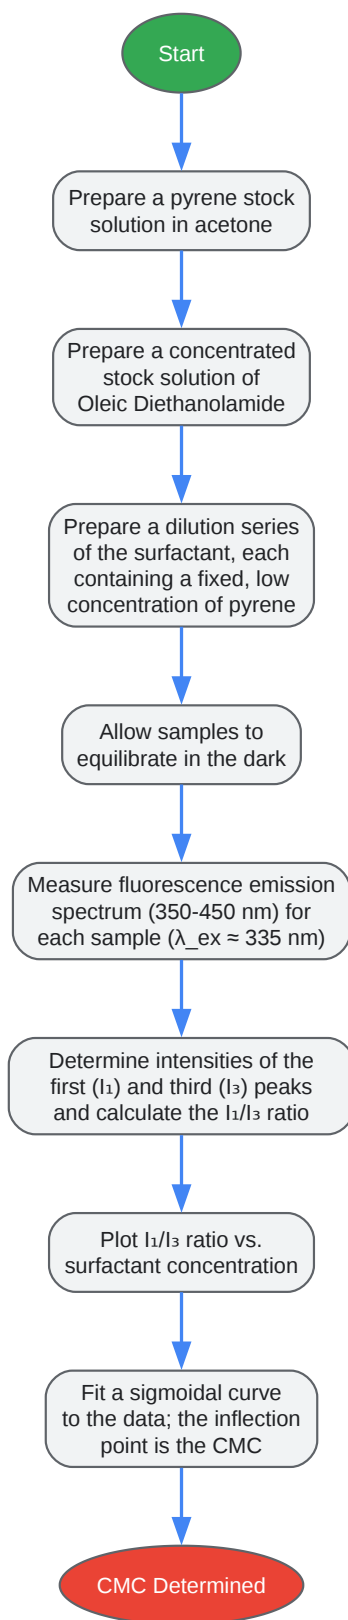 Start
Prepare a pyrene stock
solution in acetone
Prepare a concentrated
stock solution of
Oleic Diethanolamide
Prepare a dilution series
of the surfactant, each
containing a fixed, low
concentration of pyrene
Allow samples to
equilibrate in the dark
Measure fluorescence emission
spectrum (350-450 nm) for
each sample (λ_ex ≈ 335 nm)
Determine intensities of the
first (I₁) and third (I₃) peaks
and calculate the I₁/I₃ ratio
Plot I₁/I₃ ratio vs.
surfactant concentration
Fit a sigmoidal curve
to the data; the inflection
point is the CMC
CMC Determined